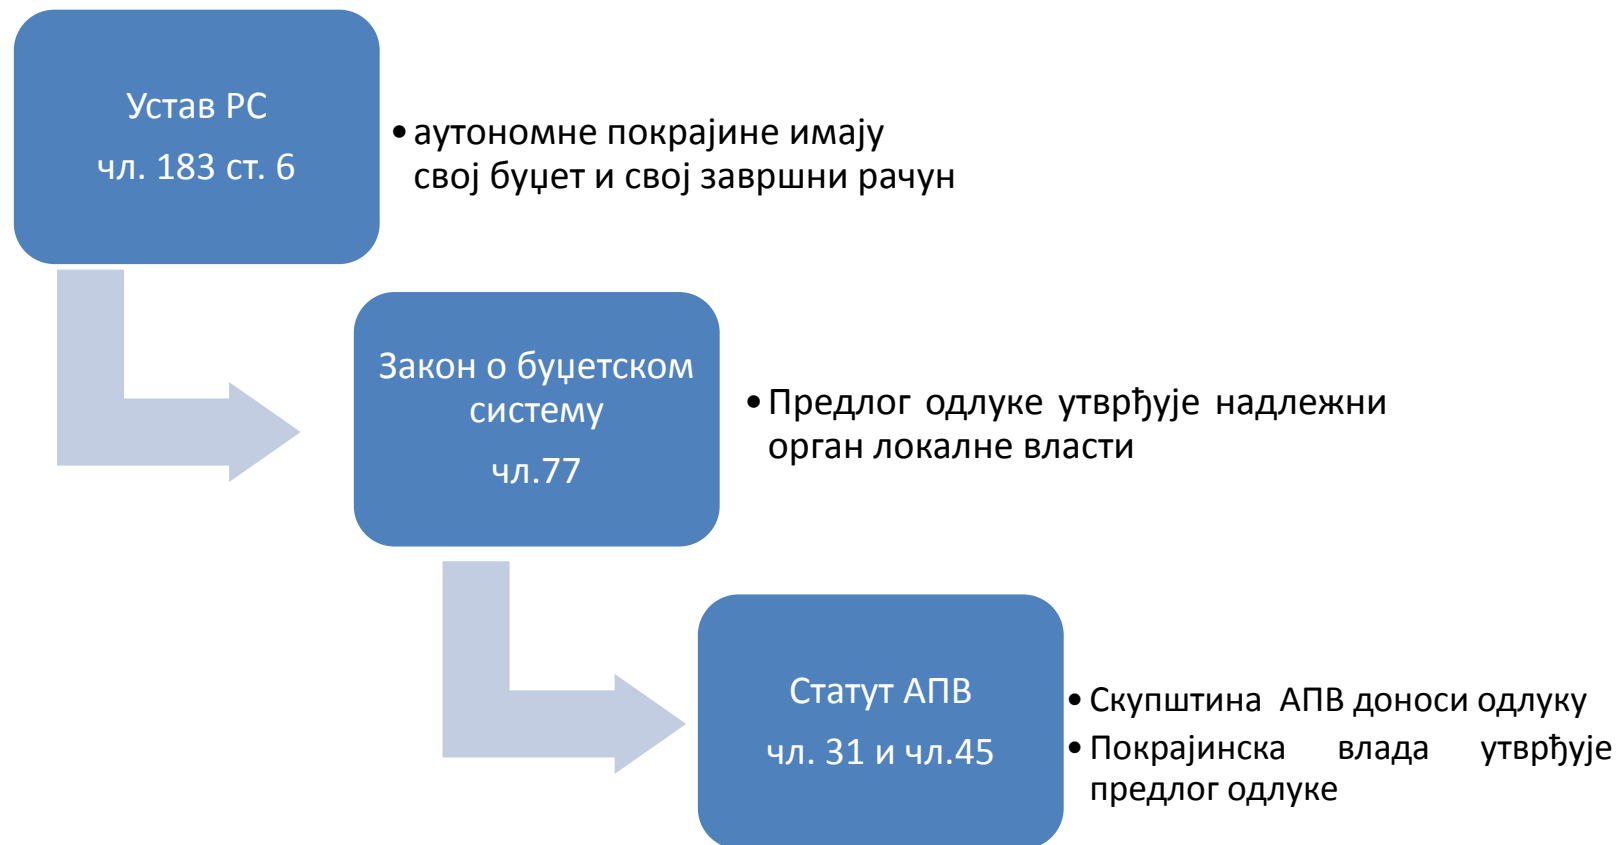 Устав РС
чл. 183 ст. 6
• аутономне покрајине имају
свој буџет и свој завршни рачун
Закон о буџетском
систему
чл.77
• Предлог одлуке утврђује надлежни
орган локалне власти
Статут АПВ
чл. 31 и чл.45
• Скупштина АПВ доноси одлуку
• Покрајинска влада утврђује
предлог одлуке